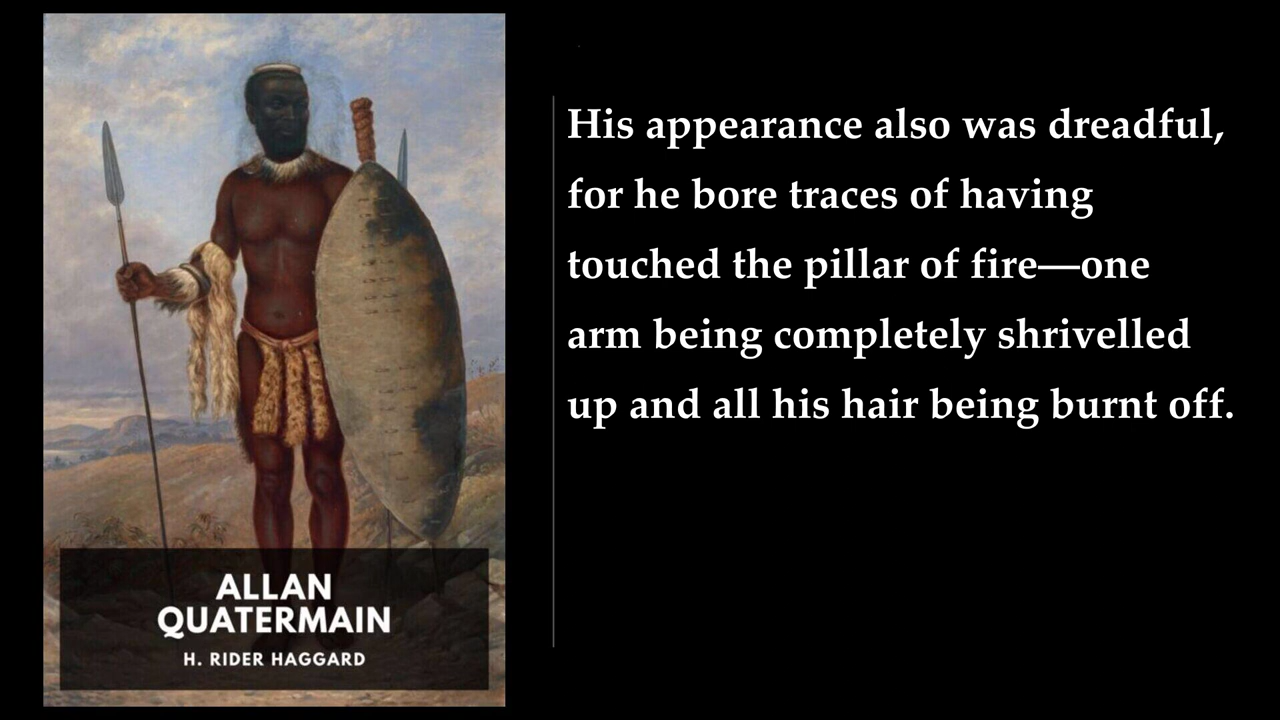 ALLAN
QUATERMAIN
H. RIDER HAGGARD
His appearance also was dreadful,
for he bore traces of having
touched the pillar of fire—one
arm being completely shrivelled
up and all his hair being burnt off.